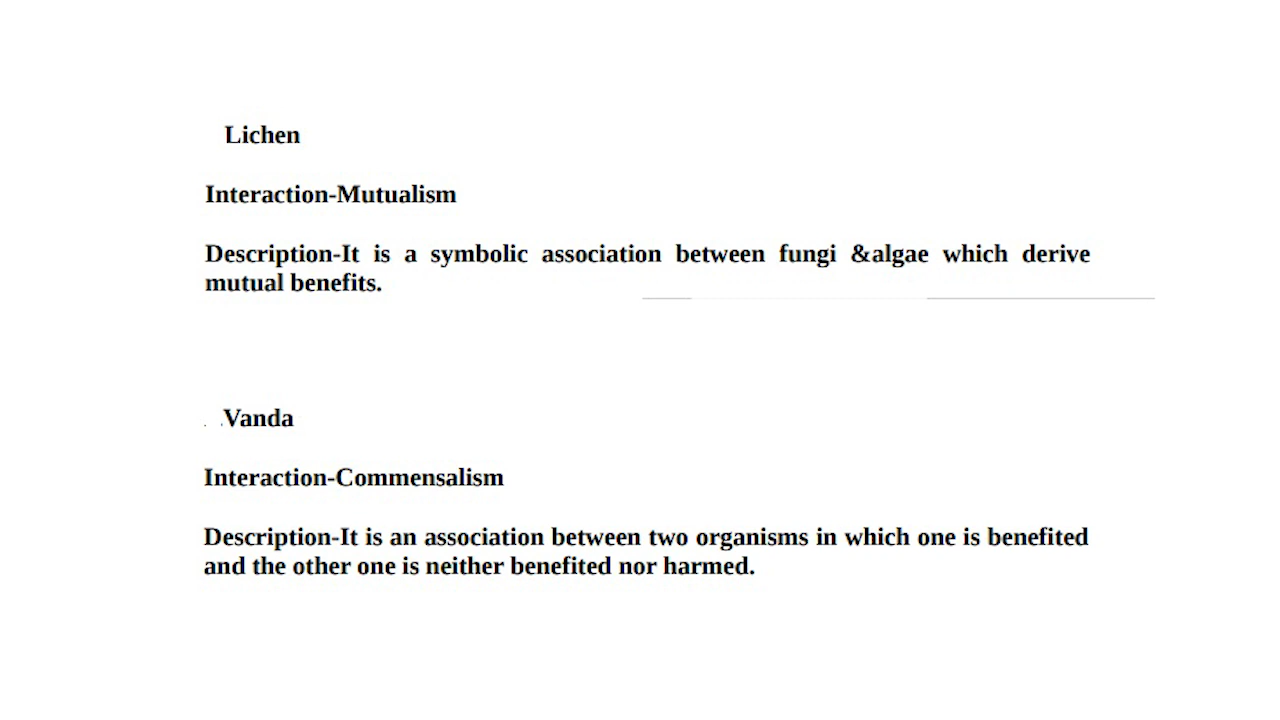 Lichen
Interaction-Mutualism
Description-It is a symbolic association between fungi &algae which derive
mutual benefits.
Vanda
Interaction-Commensalism
Description-It is an association between two organisms in which one is benefited
and the other one is neither benefited nor harmed.